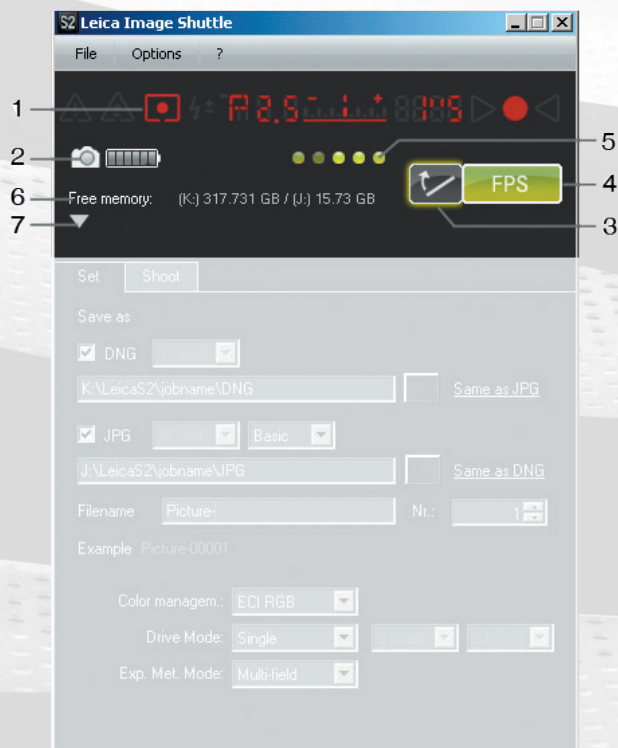 S2 Leica Image Shuttle
File Options ?
1
2
5
FPS
4
6
Free memory: (K:) 317.731 GB / (J:) 15.73 GB
7
3
Set Shoot
Save as
DNG
K:\LeicaS2\jobname\DNG Same as JPG
JPG Basic
J:\LeicaS2\jobname\JPG Same as DNG
Filename Picture- Nr.: 1
Example Picture-00001
Color managem.: ECI RGB
Drive Mode: Single
Exp. Met. Mode: Multi-field